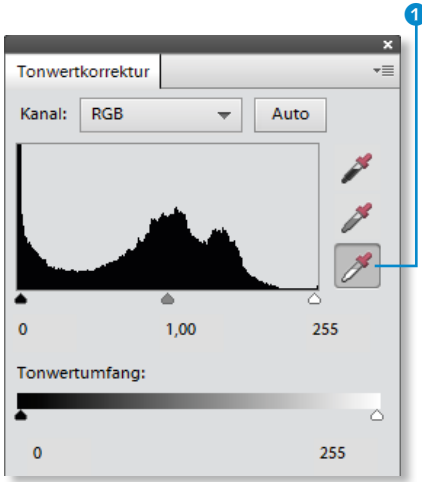 1
Tonwertkorrektur
Kanal: RGB Auto
0 1,00 255
Tonwertumfang:
0 255